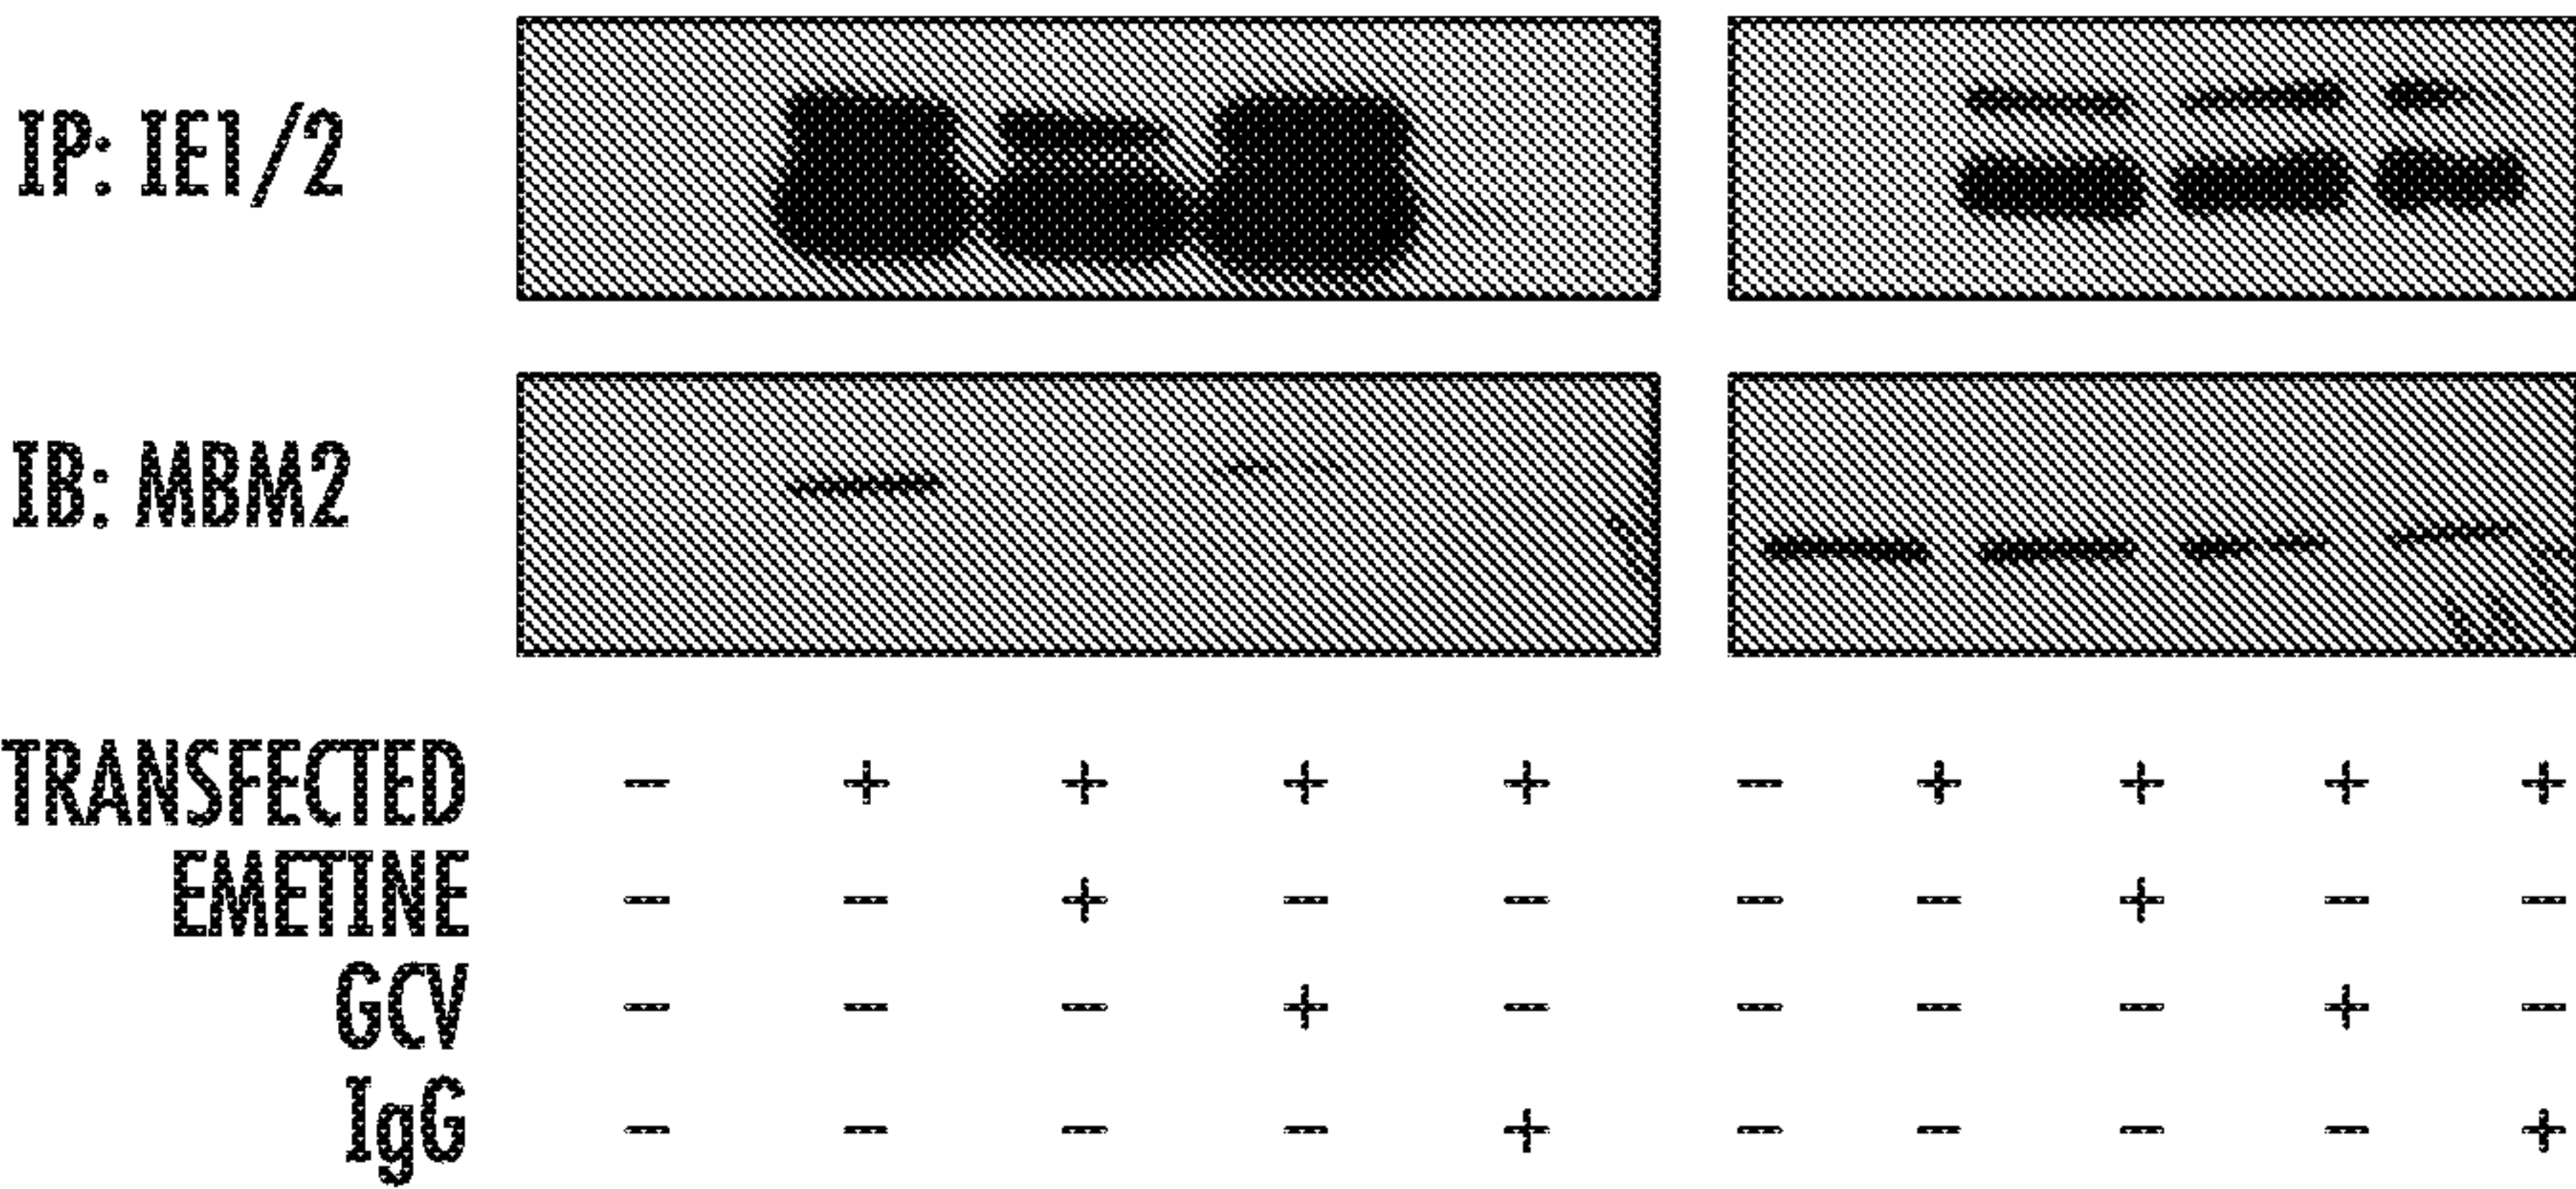 IP: IE1/2
IB: MBM2
TRANSFECTED − + + + + − + + + +
EMETINE − − + − − − − + − −
GCV − − − + − − − − + −
IgG − − − − + − − − − +